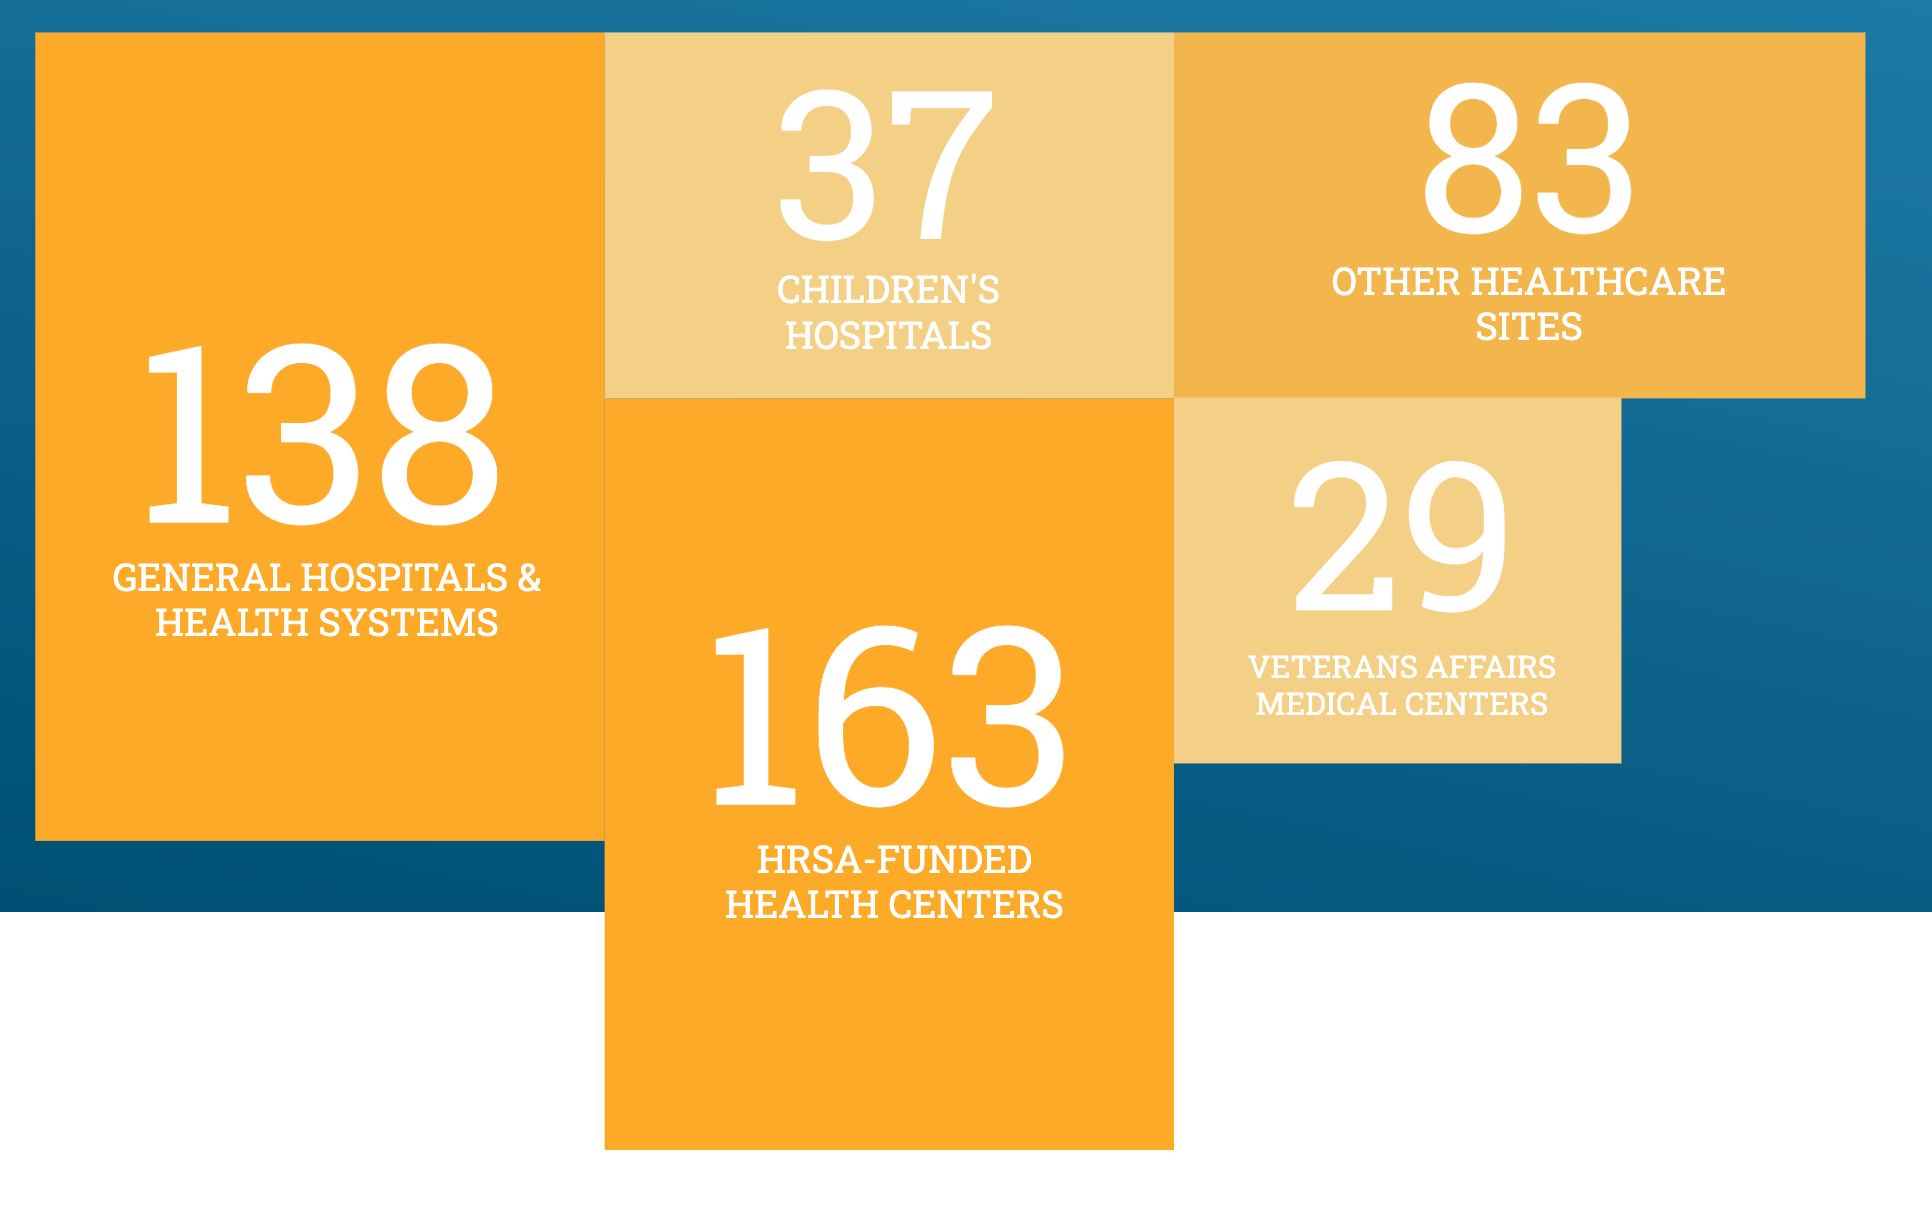 138
GENERAL HOSPITALS &
HEALTH SYSTEMS
37
CHILDREN'S
HOSPITALS
83
OTHER HEALTHCARE
SITES
163
HRSA-FUNDED
HEALTH CENTERS
29
VETERANS AFFAIRS
MEDICAL CENTERS